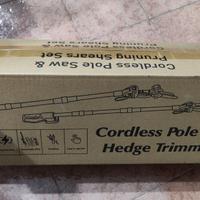 Cordless Pole Saw &
Pruning Shears Set
Cordless Pole
Hedge Trimm